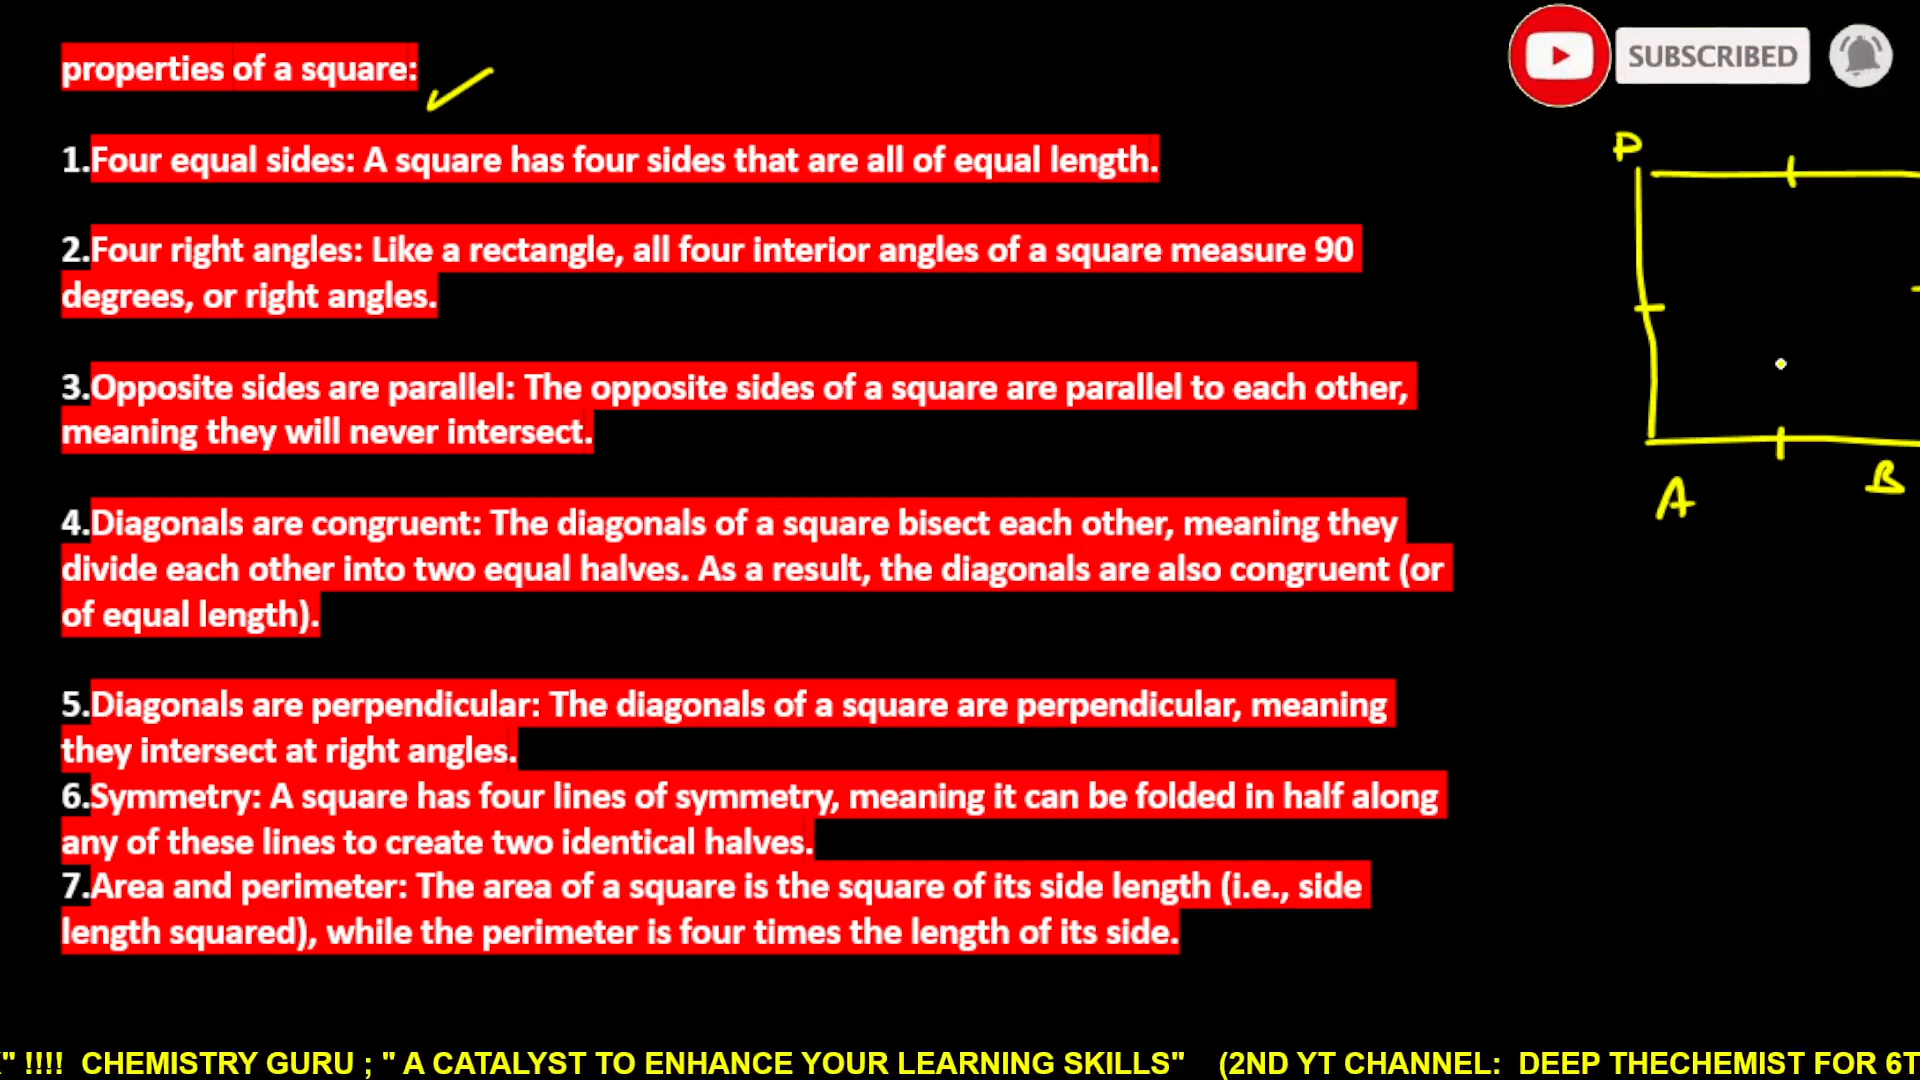 properties of a square:
SUBSCRIBED
1.Four equal sides: A square has four sides that are all of equal length.
P
2.Four right angles: Like a rectangle, all four interior angles of a square measure 90
degrees, or right angles.
3.Opposite sides are parallel: The opposite sides of a square are parallel to each other,
meaning they will never intersect.
A B
4.Diagonals are congruent: The diagonals of a square bisect each other, meaning they
divide each other into two equal halves. As a result, the diagonals are also congruent (or
of equal length).
5.Diagonals are perpendicular: The diagonals of a square are perpendicular, meaning
they intersect at right angles.
6.Symmetry: A square has four lines of symmetry, meaning it can be folded in half along
any of these lines to create two identical halves.
7.Area and perimeter: The area of a square is the square of its side length (i.e., side
length squared), while the perimeter is four times the length of its side.
" !!!! CHEMISTRY GURU ; " A CATALYST TO ENHANCE YOUR LEARNING SKILLS" (2ND YT CHANNEL: DEEP THECHEMIST FOR 6T